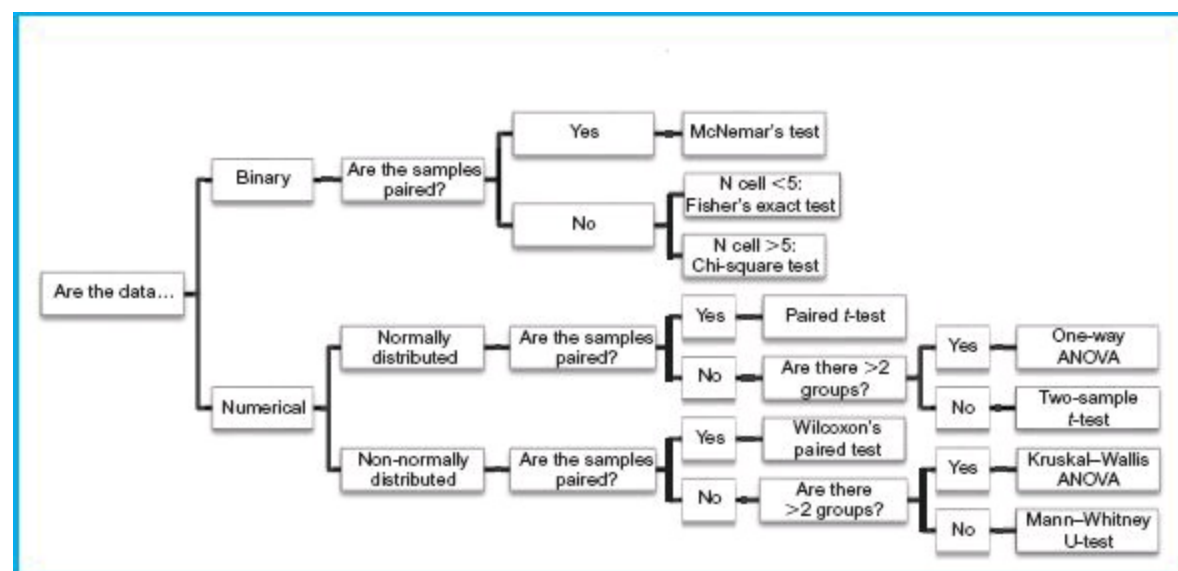 Are the data...
Binary
Are the samples
paired?
Yes
McNemar's test
No
N cell <5:
Fisher's exact test
N cell >5:
Chi-square test
Numerical
Normally
distributed
Are the samples
paired?
Yes
Paired t-test
No
Are there >2
groups?
Yes
One-way
ANOVA
No
Two-sample
t-test
Non-normally
distributed
Are the samples
paired?
Yes
Wilcoxon's
paired test
No
Are there
>2 groups?
Yes
Kruskal–Wallis
ANOVA
No
Mann–Whitney
U-test